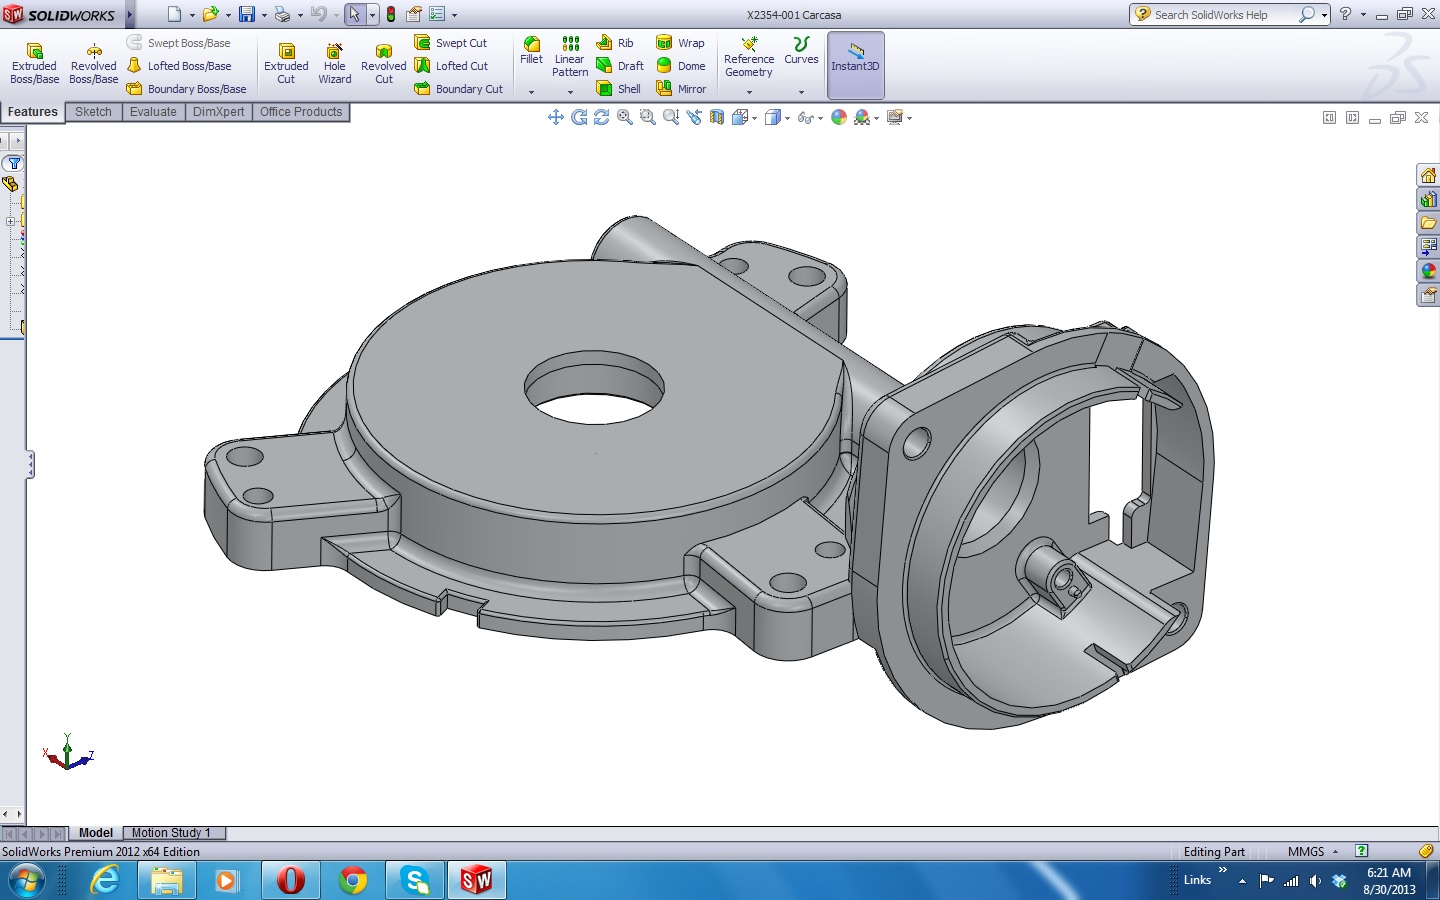 SW SOLIDWORKS
X2354-001 Carcasa
Search SolidWorks Help
Extruded Boss/Base
Revolved Boss/Base
Swept Boss/Base
Lofted Boss/Base
Boundary Boss/Base
Extruded Cut
Hole Wizard
Revolved Cut
Swept Cut
Lofted Cut
Boundary Cut
Fillet
Linear Pattern
Rib
Draft
Shell
Wrap
Dome
Mirror
Reference Geometry
Curves
Instant3D
Features Sketch Evaluate DimXpert Office Products
Y
X Z
Model Motion Study 1
SolidWorks Premium 2012 x64 Edition
Editing Part MMGS
Links
6:21 AM
8/30/2013
SW